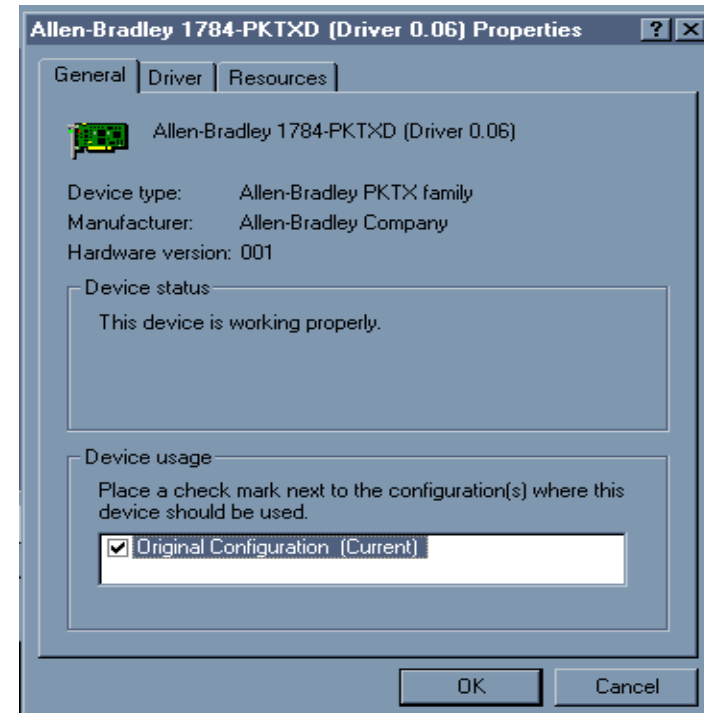 Allen-Bradley 1784-PKTXD (Driver 0.06) Properties
General Driver Resources
Allen-Bradley 1784-PKTXD (Driver 0.06)
Device type: Allen-Bradley PKTX family
Manufacturer: Allen-Bradley Company
Hardware version: 001
Device status
This device is working properly.
Device usage
Place a check mark next to the configuration(s) where this
device should be used.
Original Configuration (Current)
OK Cancel